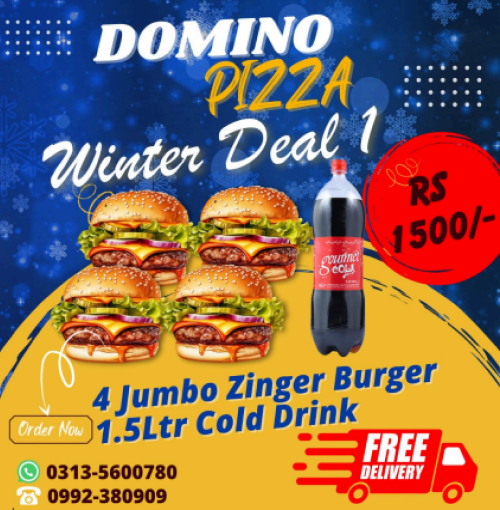 DOMINO
PIZZA
Winter Deal 1
RS
1500/-
gourmet
COLA
4 Jumbo Zinger Burger
1.5Ltr Cold Drink
Order Now
FREE
DELIVERY
0313-5600780
0992-380909